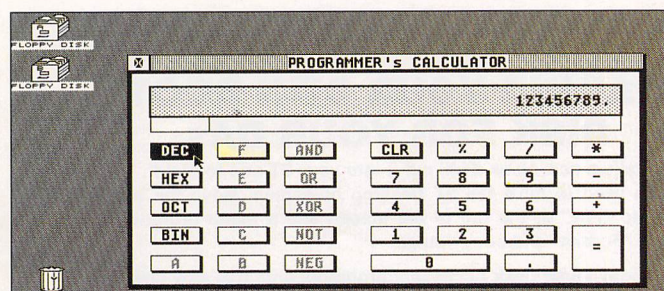 FLOPPY DISK
FLOPPY DISK
PROGRAMMER's CALCULATOR
123456789.
DEC F AND CLR % / *
HEX E OR 7 8 9 -
OCT D XOR 4 5 6 +
BIN C NOT 1 2 3 =
A B NEG 0 .